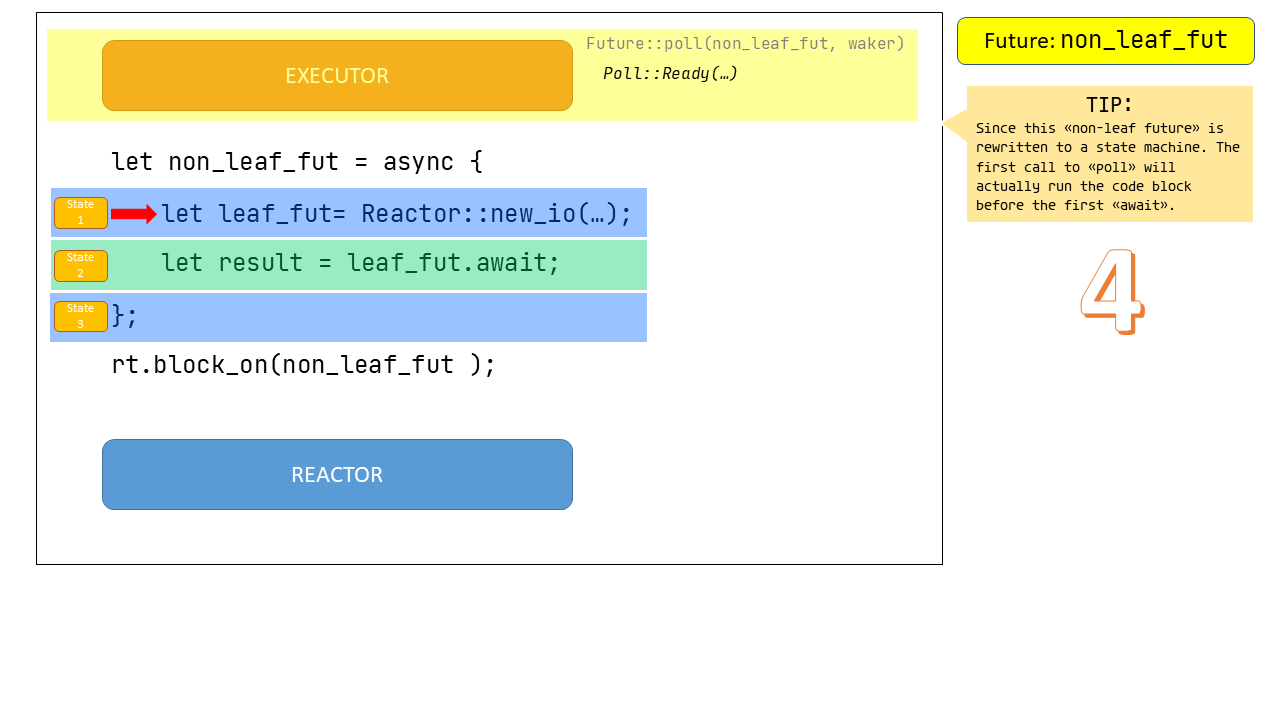 EXECUTOR
Future::poll(non_leaf_fut, waker)
Poll::Ready(…)
let non_leaf_fut = async {
State
1
let leaf_fut= Reactor::new_io(…);
State
2
let result = leaf_fut.await;
State
3
};
rt.block_on(non_leaf_fut );
REACTOR
Future: non_leaf_fut
TIP:
Since this «non-leaf future» is
rewritten to a state machine. The
first call to «poll» will
actually run the code block
before the first «await».
4